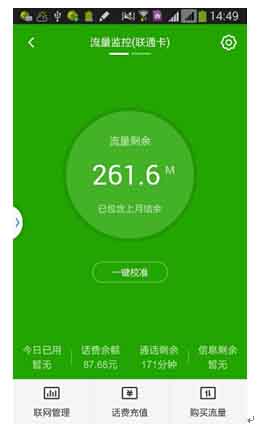 14:49
流量监控(联通卡)
流量剩余
261.6 M
已包含上月结余
一键校准
今日已用 话费余额 通话剩余 信息剩余
暂无 87.68元 171分钟 暂无
联网管理 话费充值 购买流量